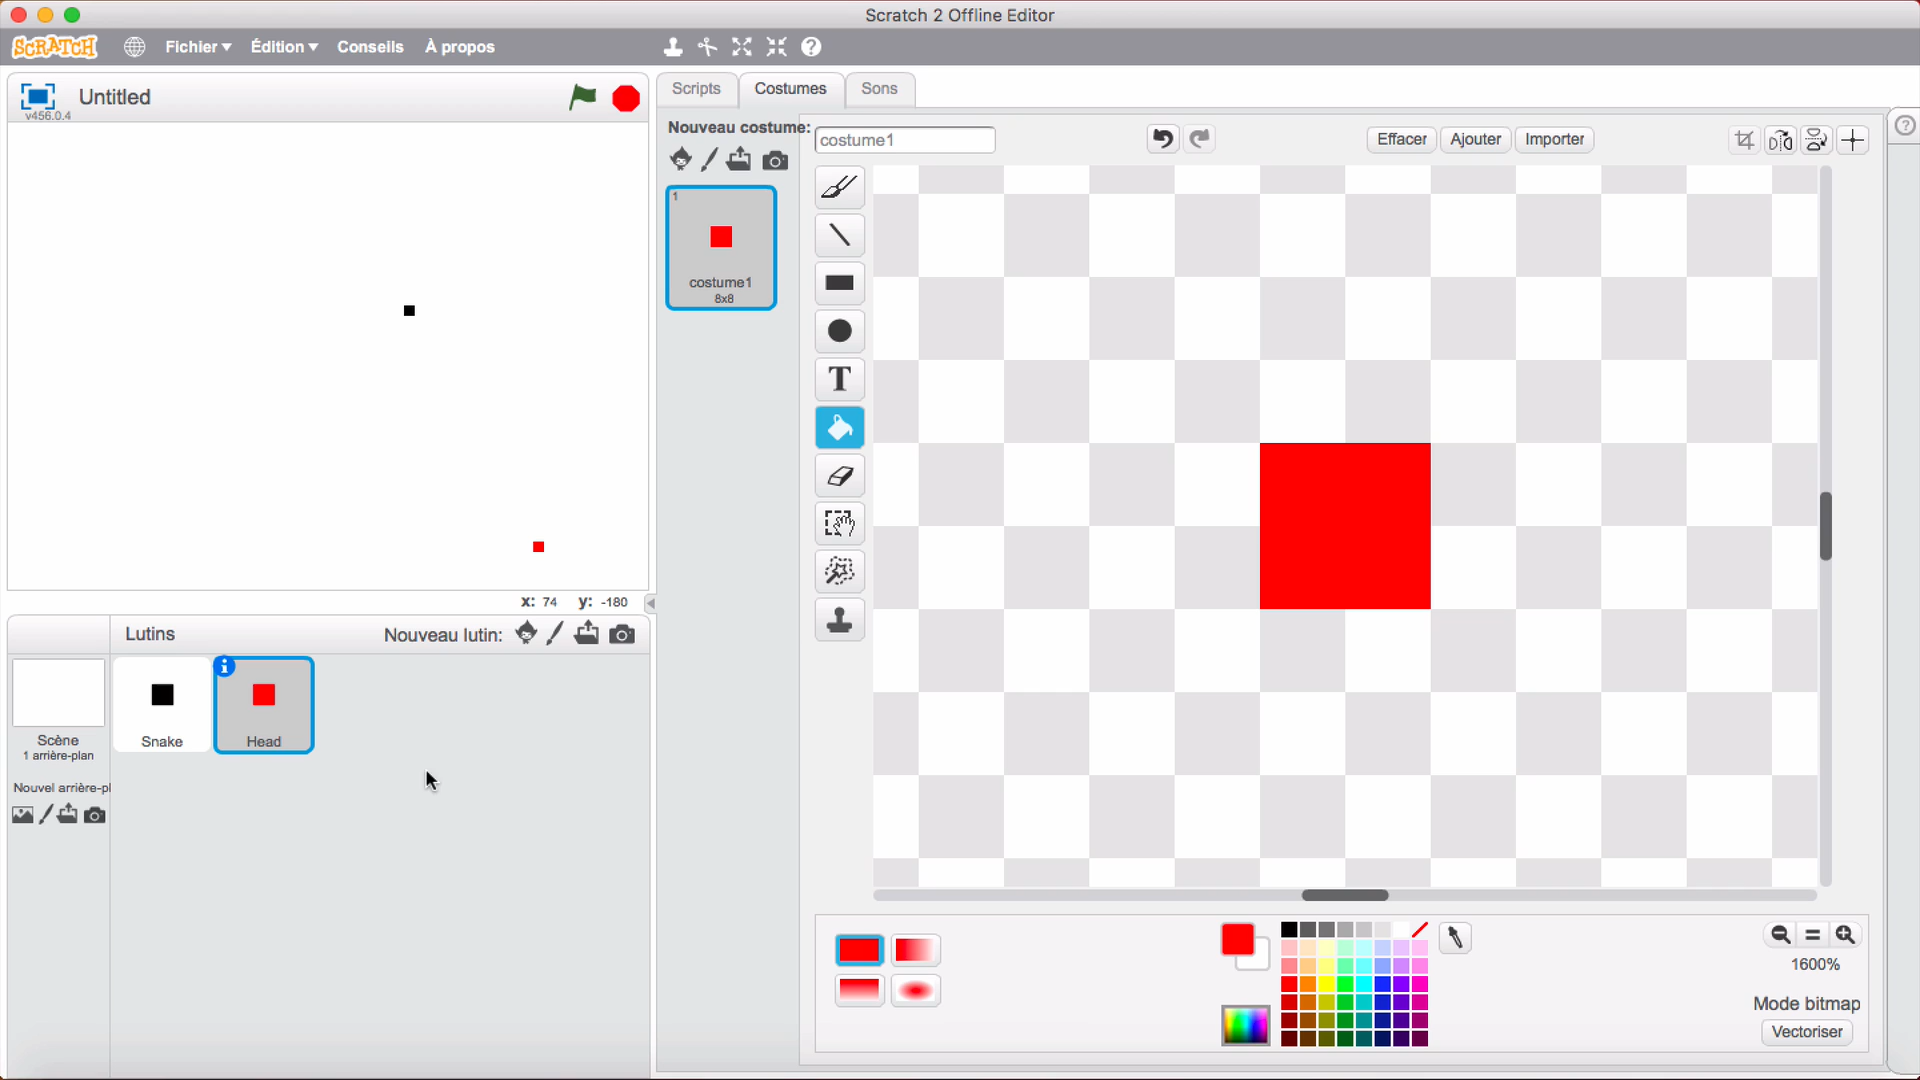 Scratch 2 Offline Editor
SCRATCH Fichier Édition Conseils À propos
Untitled
v456.0.4
Scripts Costumes Sons
Nouveau costume:
costume1
Effacer Ajouter Importer
1
costume1
8x8
T
x: 74 y: -180
Lutins
Nouveau lutin:
Scène
1 arrière-plan
Snake
Head
Nouvel arrière-pl
1600%
Mode bitmap
Vectoriser